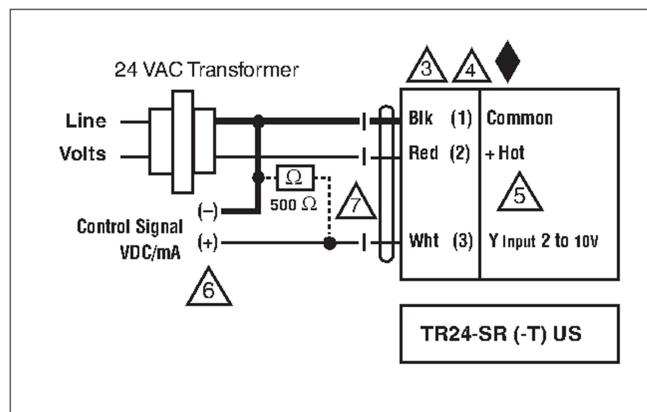 3 4
24 VAC Transformer
Line
Blk (1) Common
Volts
Red (2) + Hot
Ω
500 Ω
7
5
(–)
Control Signal
VDC/mA (+)
Wht (3) Y Input 2 to 10V
6
TR24-SR (-T) US